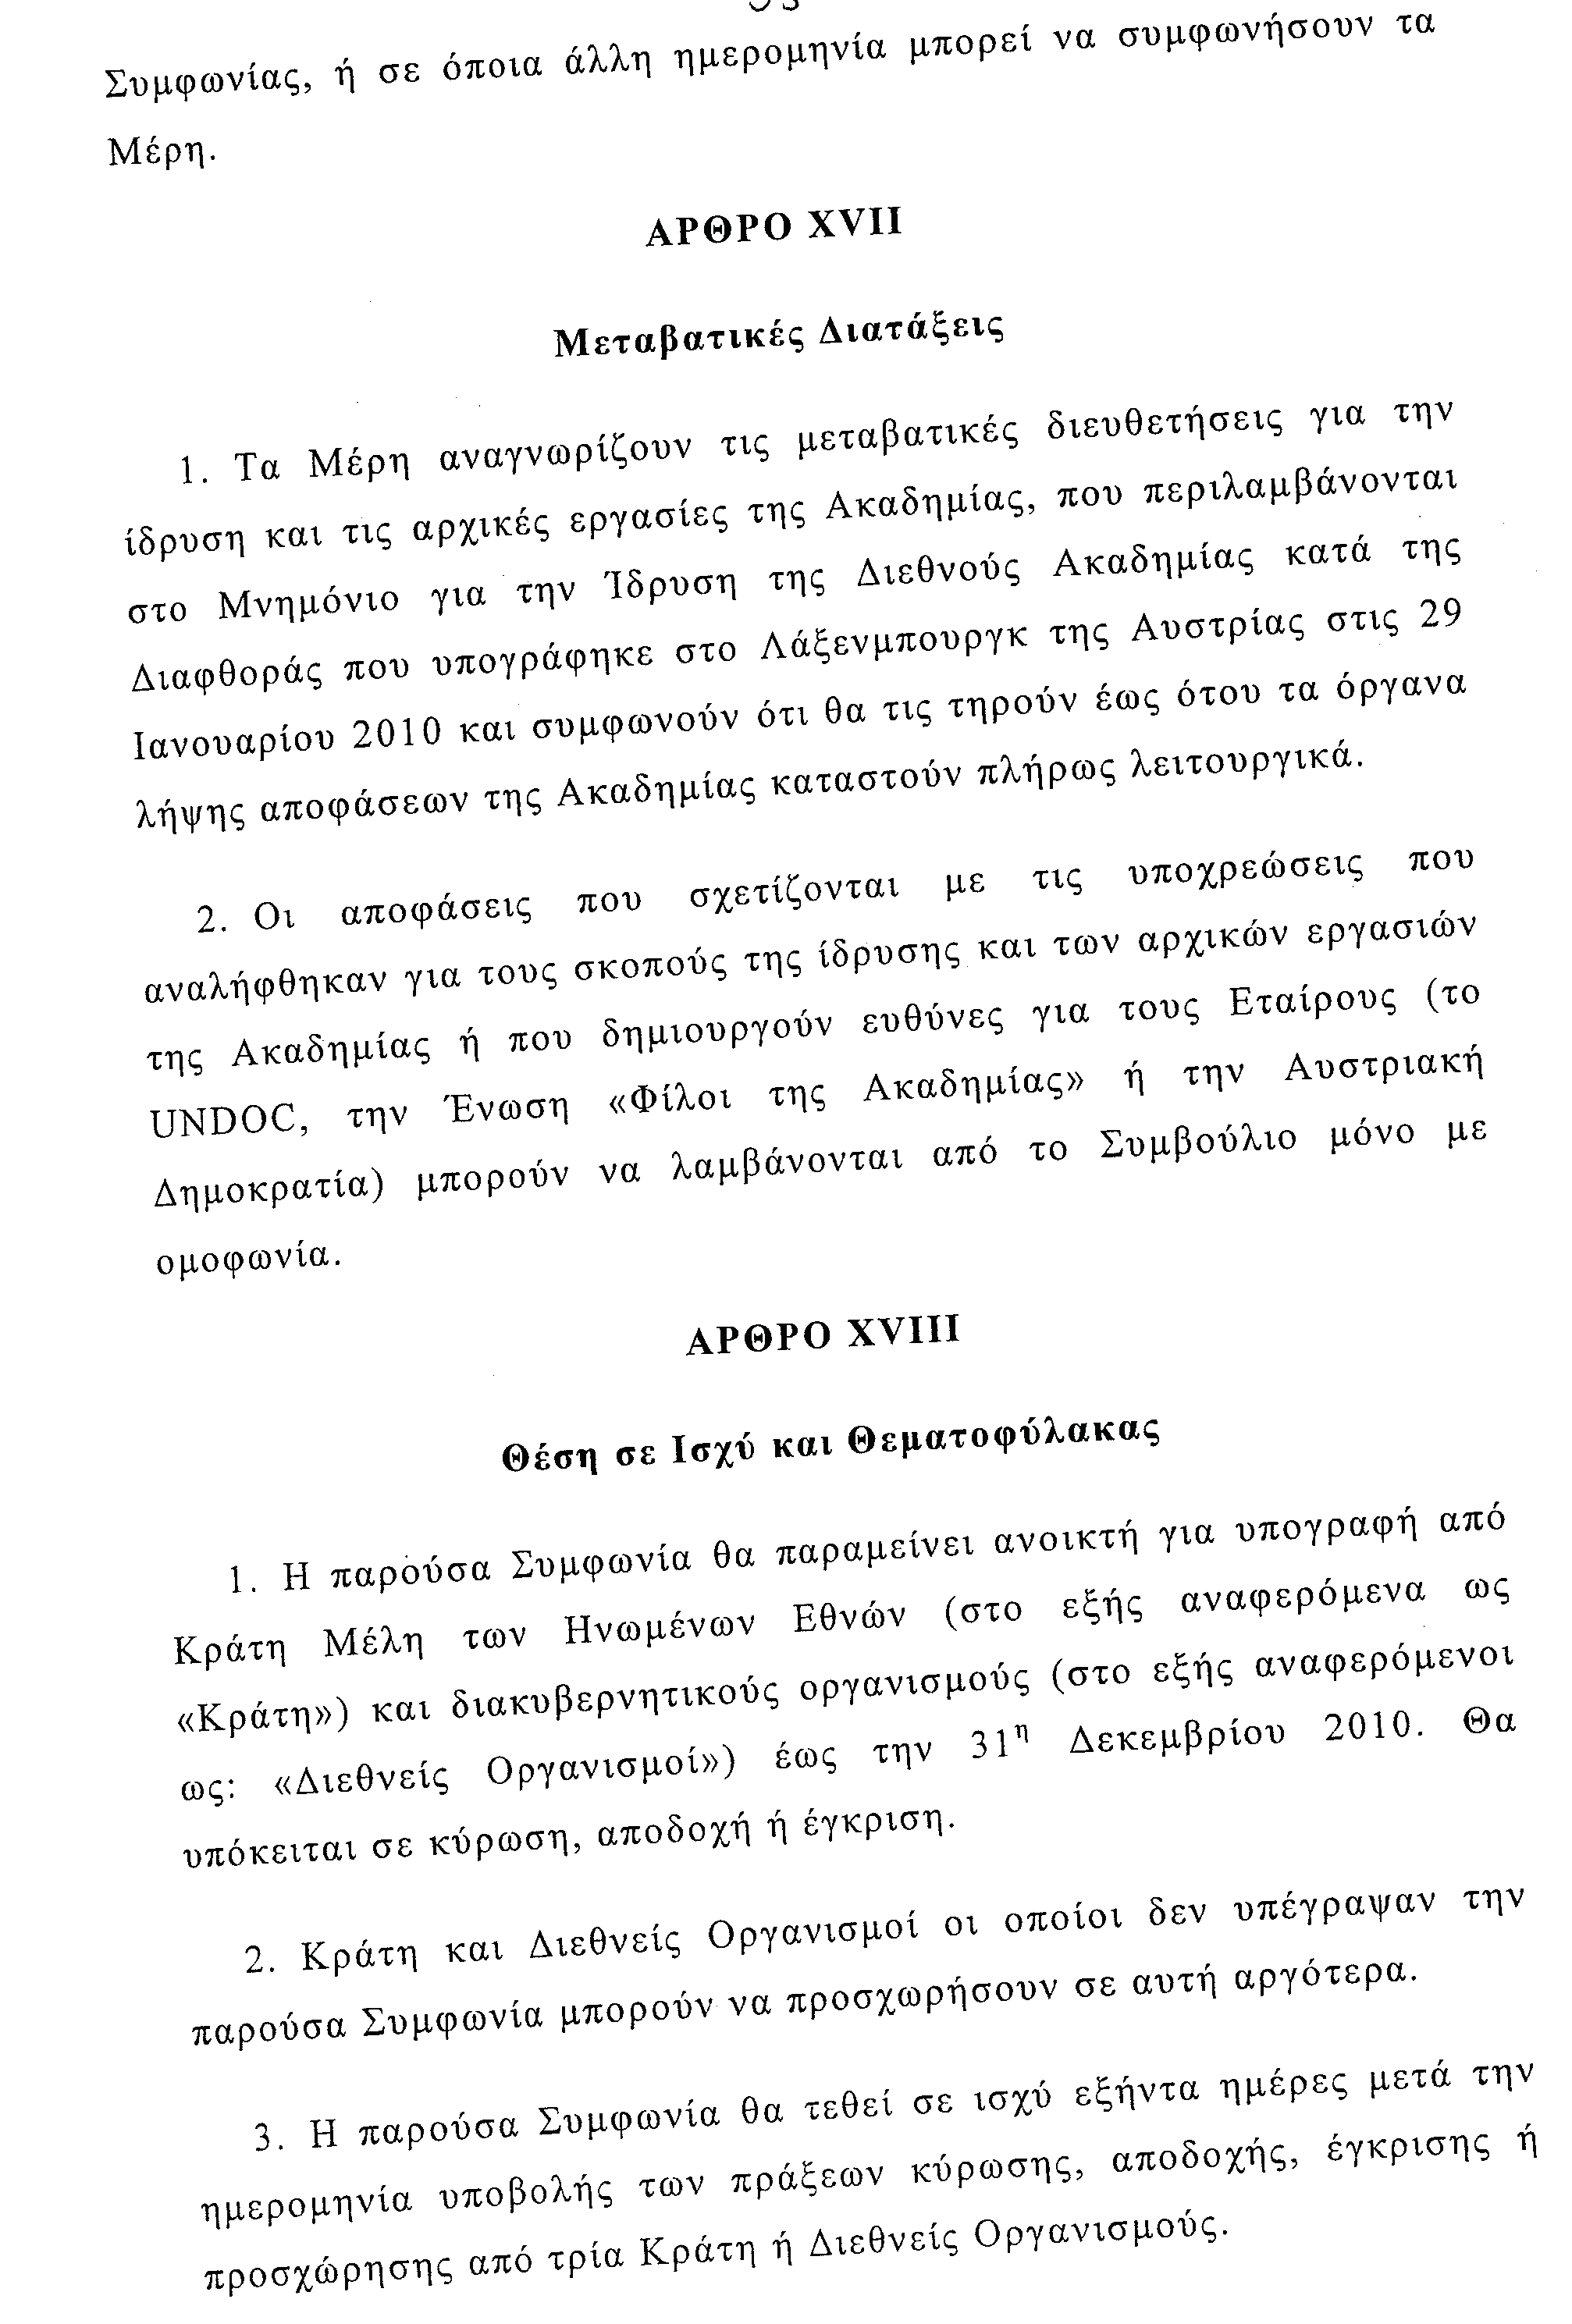 Συμφωνίας, ή σε όποια άλλη ημερομηνία μπορεί να συμφωνήσουν τα
Μέρη.
ΑΡΘΡΟ XVII
Μεταβατικές Διατάξεις
1. Τα Μέρη αναγνωρίζουν τις μεταβατικές διευθετήσεις για την
ίδρυση και τις αρχικές εργασίες της Ακαδημίας, που περιλαμβάνονται
στο Μνημόνιο για την Ίδρυση της Διεθνούς Ακαδημίας κατά της
Διαφθοράς που υπογράφηκε στο Λάξενμπουργκ της Αυστρίας στις 29
Ιανουαρίου 2010 και συμφωνούν ότι θα τις τηρούν έως ότου τα όργανα
λήψης αποφάσεων της Ακαδημίας καταστούν πλήρως λειτουργικά.
2. Οι αποφάσεις που σχετίζονται με τις υποχρεώσεις που
αναλήφθηκαν για τους σκοπούς της ίδρυσης και των αρχικών εργασιών
της Ακαδημίας ή που δημιουργούν ευθύνες για τους Εταίρους (το
UNDOC, την Ένωση «Φίλοι της Ακαδημίας» ή την Αυστριακή
Δημοκρατία) μπορούν να λαμβάνονται από το Συμβούλιο μόνο με
ομοφωνία.
ΑΡΘΡΟ XVIII
Θέση σε Ισχύ και Θεματοφύλακας
1. Η παρούσα Συμφωνία θα παραμείνει ανοικτή για υπογραφή από
Κράτη Μέλη των Ηνωμένων Εθνών (στο εξής αναφερόμενα ως
«Κράτη») και διακυβερνητικούς οργανισμούς (στο εξής αναφερόμενοι
ως: «Διεθνείς Οργανισμοί») έως την 31η Δεκεμβρίου 2010. Θα
υπόκειται σε κύρωση, αποδοχή ή έγκριση.
2. Κράτη και Διεθνείς Οργανισμοί οι οποίοι δεν υπέγραψαν την
παρούσα Συμφωνία μπορούν να προσχωρήσουν σε αυτή αργότερα.
3. Η παρούσα Συμφωνία θα τεθεί σε ισχύ εξήντα ημέρες μετά την
ημερομηνία υποβολής των πράξεων κύρωσης, αποδοχής, έγκρισης ή
προσχώρησης από τρία Κράτη ή Διεθνείς Οργανισμούς.